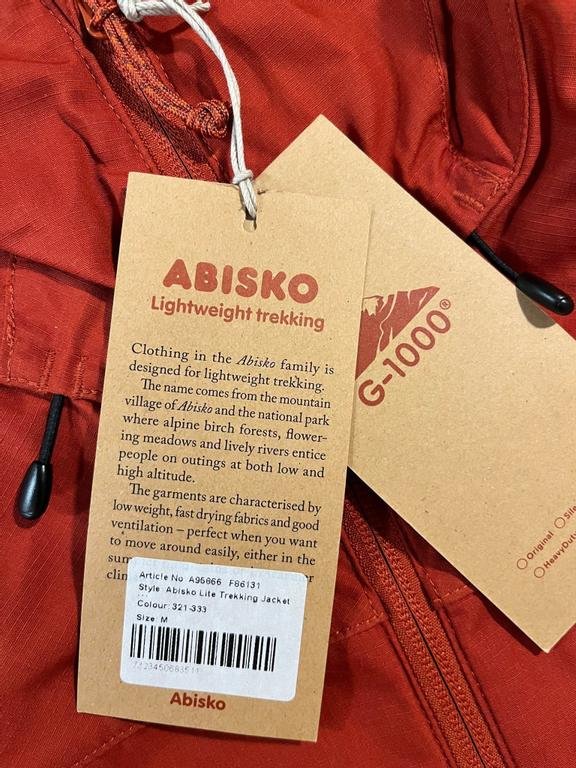 ABISKO
Lightweight trekking
Clothing in the Abisko family is
designed for lightweight trekking.
The name comes from the mountain
village of Abisko and the national park
where alpine birch forests, flower-
ing meadows and lively rivers entice
people on outings at both low and
high altitude.
The garments are characterised by
low weight, fast drying fabrics and good
ventilation – perfect when you want
to move around easily, either in the
Article No A95866 F86131
Style: Abisko Lite Trekking Jacket
...
Colour: 321-333
Size: M
Abisko
G-1000®
Original
HeavyDuty